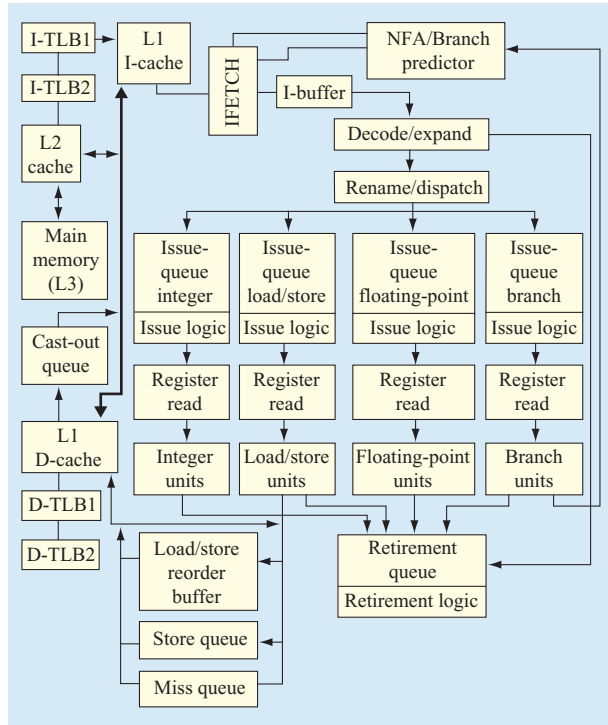 I-TLB1
L1
I-cache
NFA/Branch
predictor
IFETCH
I-TLB2
I-buffer
L2
cache
Decode/expand
Rename/dispatch
Main
memory
(L3)
Issue-
queue
integer
Issue logic
Issue-
queue
load/store
Issue logic
Issue-
queue
floating-point
Issue logic
Issue-
queue
branch
Issue logic
Cast-out
queue
Register
read
Register
read
Register
read
Register
read
L1
D-cache
Integer
units
Load/store
units
Floating-point
units
Branch
units
D-TLB1
D-TLB2
Load/store
reorder
buffer
Retirement
queue
Retirement logic
Store queue
Miss queue